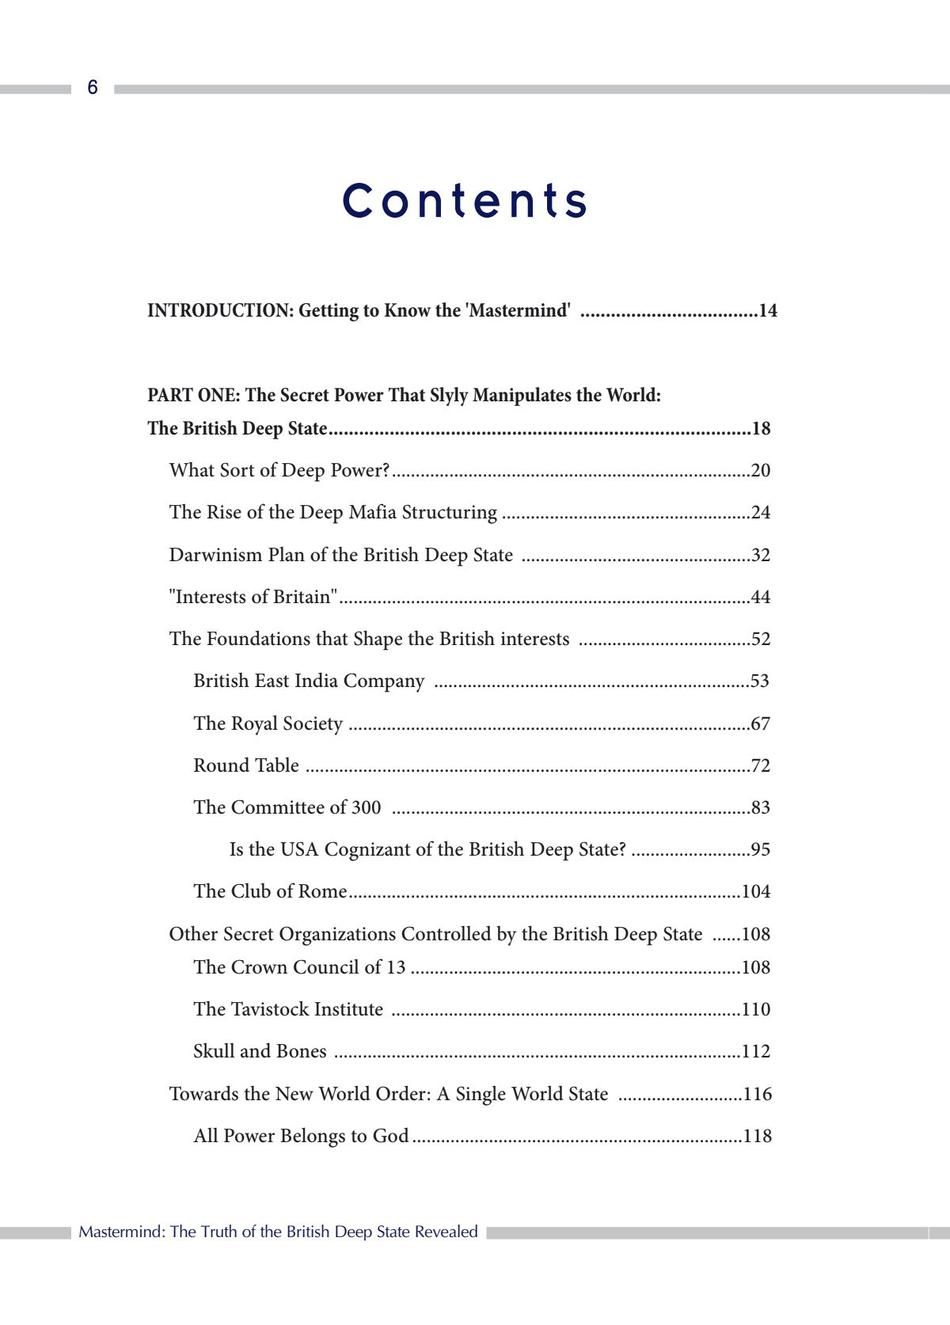 6
Contents
INTRODUCTION: Getting to Know the 'Mastermind' ...................................14
PART ONE: The Secret Power That Slyly Manipulates the World:
The British Deep State...................................................................................18
What Sort of Deep Power?...........................................................................20
The Rise of the Deep Mafia Structuring ....................................................24
Darwinism Plan of the British Deep State ................................................32
"Interests of Britain"......................................................................................44
The Foundations that Shape the British interests ....................................52
British East India Company ..................................................................53
The Royal Society ....................................................................................67
Round Table .............................................................................................72
The Committee of 300 ...........................................................................83
Is the USA Cognizant of the British Deep State? .........................95
The Club of Rome..................................................................................104
Other Secret Organizations Controlled by the British Deep State ......108
The Crown Council of 13 .....................................................................108
The Tavistock Institute .........................................................................110
Skull and Bones .....................................................................................112
Towards the New World Order: A Single World State ..........................116
All Power Belongs to God.....................................................................118
Mastermind: The Truth of the British Deep State Revealed